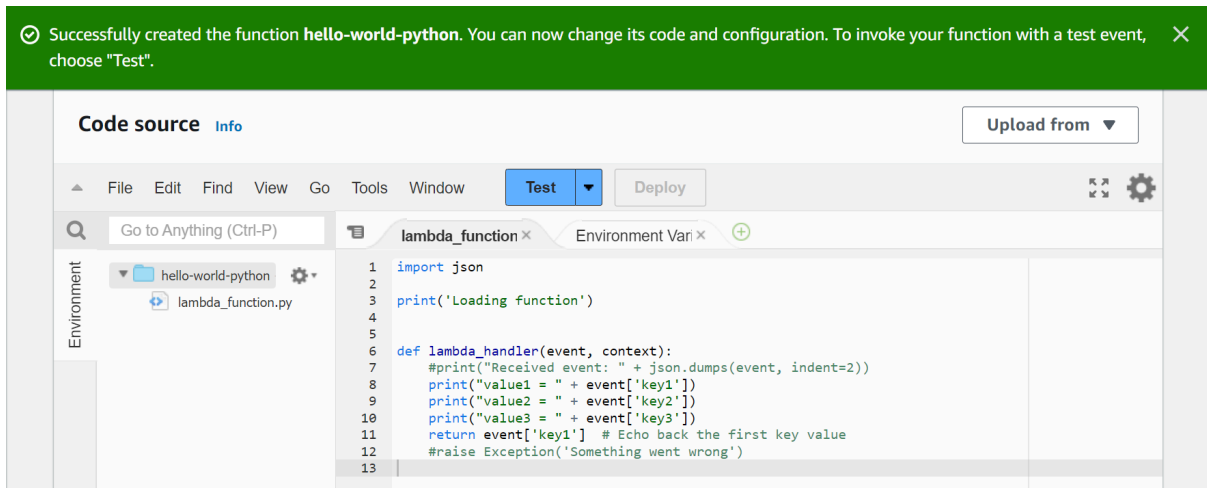 Successfully created the function hello-world-python. You can now change its code and configuration. To invoke your function with a test event,
choose "Test".
Code source Info
Upload from
File Edit Find View Go Tools Window Test Deploy
Go to Anything (Ctrl-P)
lambda_function Environment Vari
Environment
hello-world-python
lambda_function.py
1 import json
2
3 print('Loading function')
4
5
6 def lambda_handler(event, context):
7 #print("Received event: " + json.dumps(event, indent=2))
8 print("value1 = " + event['key1'])
9 print("value2 = " + event['key2'])
10 print("value3 = " + event['key3'])
11 return event['key1'] # Echo back the first key value
12 #raise Exception('Something went wrong')
13